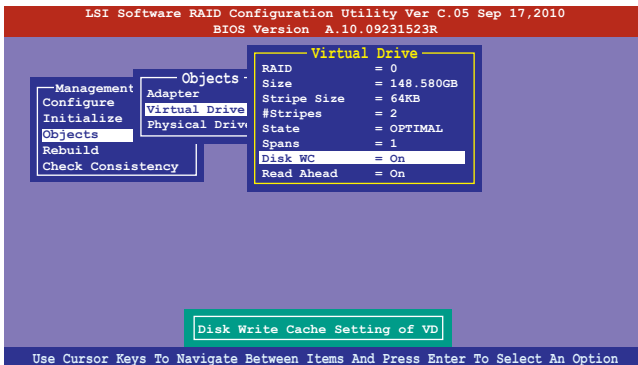 LSI Software RAID Configuration Utility Ver C.05 Sep 17,2010
BIOS Version A.10.09231523R
Management
Configure
Initialize
Objects
Rebuild
Check Consistency
Objects
Adapter
Virtual Drive
Physical Driv
Virtual Drive
RAID = 0
Size = 148.580GB
Stripe Size = 64KB
#Stripes = 2
State = OPTIMAL
Spans = 1
Disk WC = On
Read Ahead = On
Disk Write Cache Setting of VD
Use Cursor Keys To Navigate Between Items And Press Enter To Select An Option